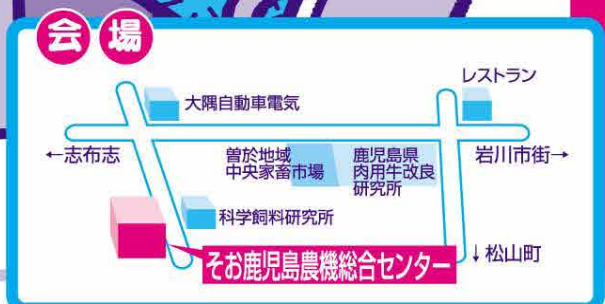 会場
レストラン
大隅自動車電気
←志布志
曽於地域
中央家畜市場
鹿児島県
肉用牛改良
研究所
岩川市街→
科学飼料研究所
そお鹿児島農機総合センター
↓松山町